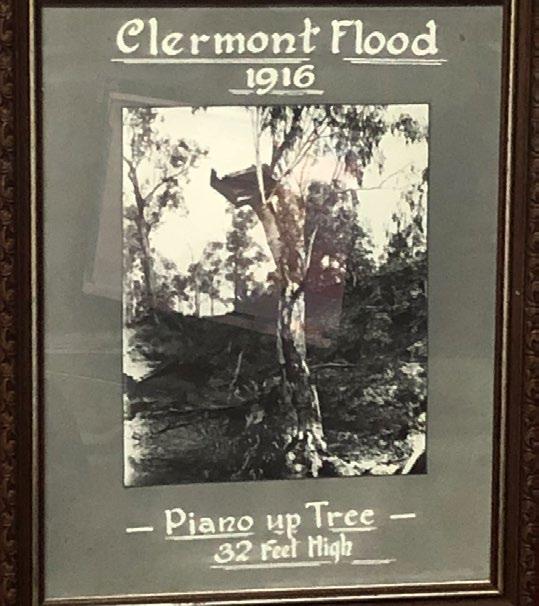 Clermont Flood
1916
— Piano up Tree —
32 Feet High